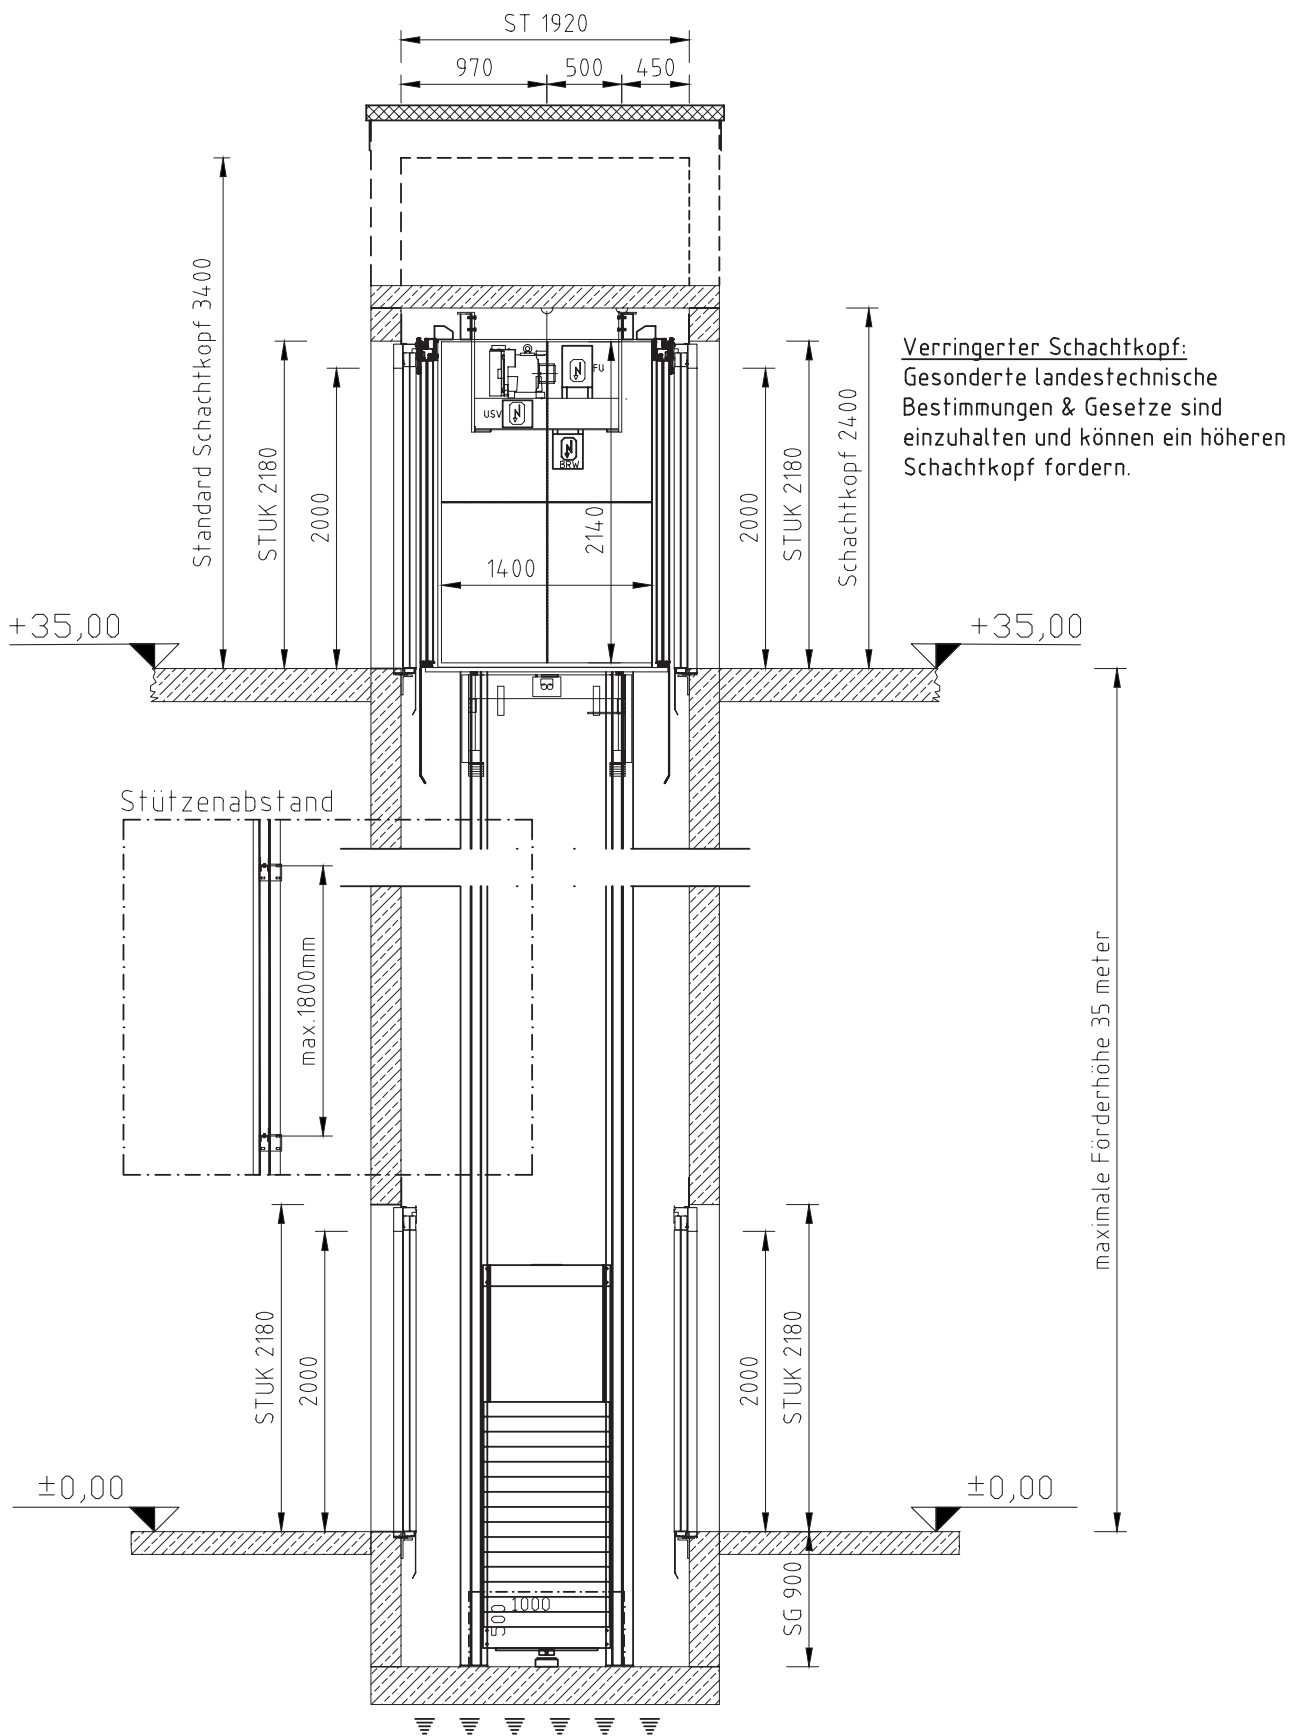 ST 1920
970
500
450
Standard Schachtkopf 3400
STUK 2180
2000
USV
FU
BRW
2140
1400
2000
STUK 2180
Schachtkopf 2400
Verringerter Schachtkopf:
Gesonderte landestechnische
Bestimmungen & Gesetze sind
einzuhalten und können ein höheren
Schachtkopf fordern.
+35,00
+35,00
Stützenabstand
max.1800mm
maximale Förderhöhe 35 meter
STUK 2180
2000
2000
STUK 2180
±0,00
±0,00
500
1000
SG 900